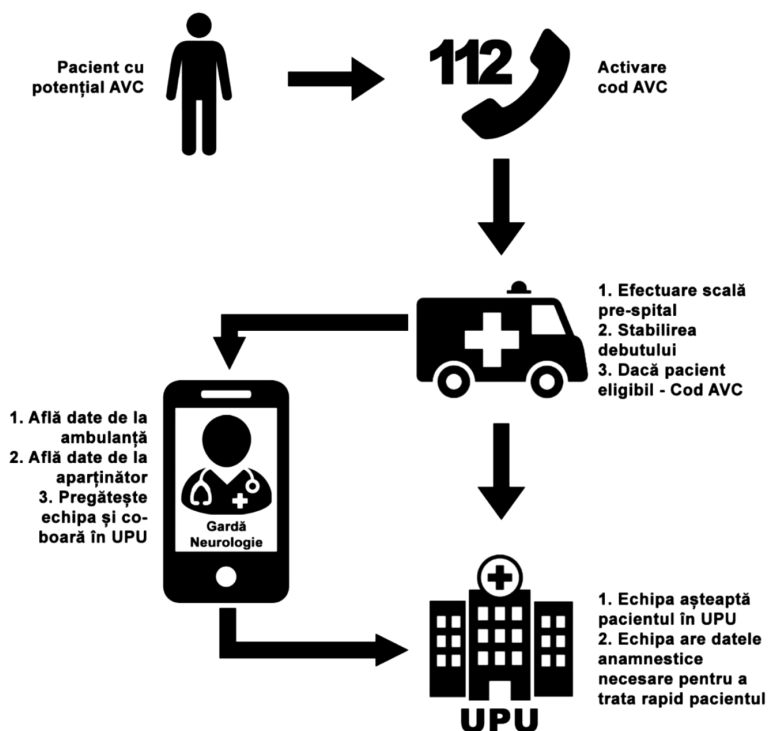 Pacient cu
potențial AVC
112
Activare
cod AVC
1. Efectuare scală
pre-spital
2. Stabilirea
debutului
3. Dacă pacient
eligibil - Cod AVC
1. Află date de la
ambulanță
2. Află date de la
aparținător
3. Pregătește
echipa și co-
boară în UPU
Gardă
Neurologie
1. Echipa așteaptă
pacientul în UPU
2. Echipa are datele
anamnestice
necesare pentru a
trata rapid pacientul
UPU